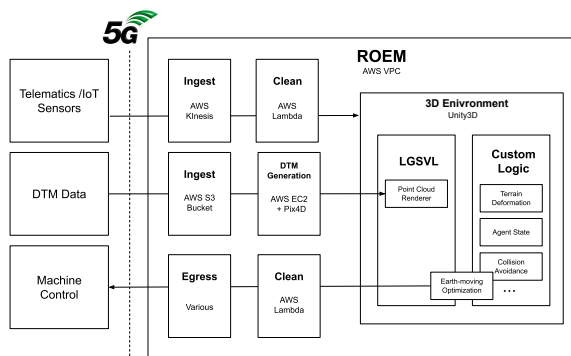 5G
ROEM
AWS VPC
Telematics /IoT
Sensors
Ingest
AWS
KInesis
Clean
AWS
Lambda
3D Enivronment
Unity3D
DTM Data
Ingest
AWS S3
Bucket
DTM
Generation
AWS EC2
+ Pix4D
LGSVL
Point Cloud
Renderer
Custom
Logic
Terrain
Deformation
Agent State
Collision
Avoidance
Earth-moving
Optimization
...
Machine
Control
Egress
Various
Clean
AWS
Lambda